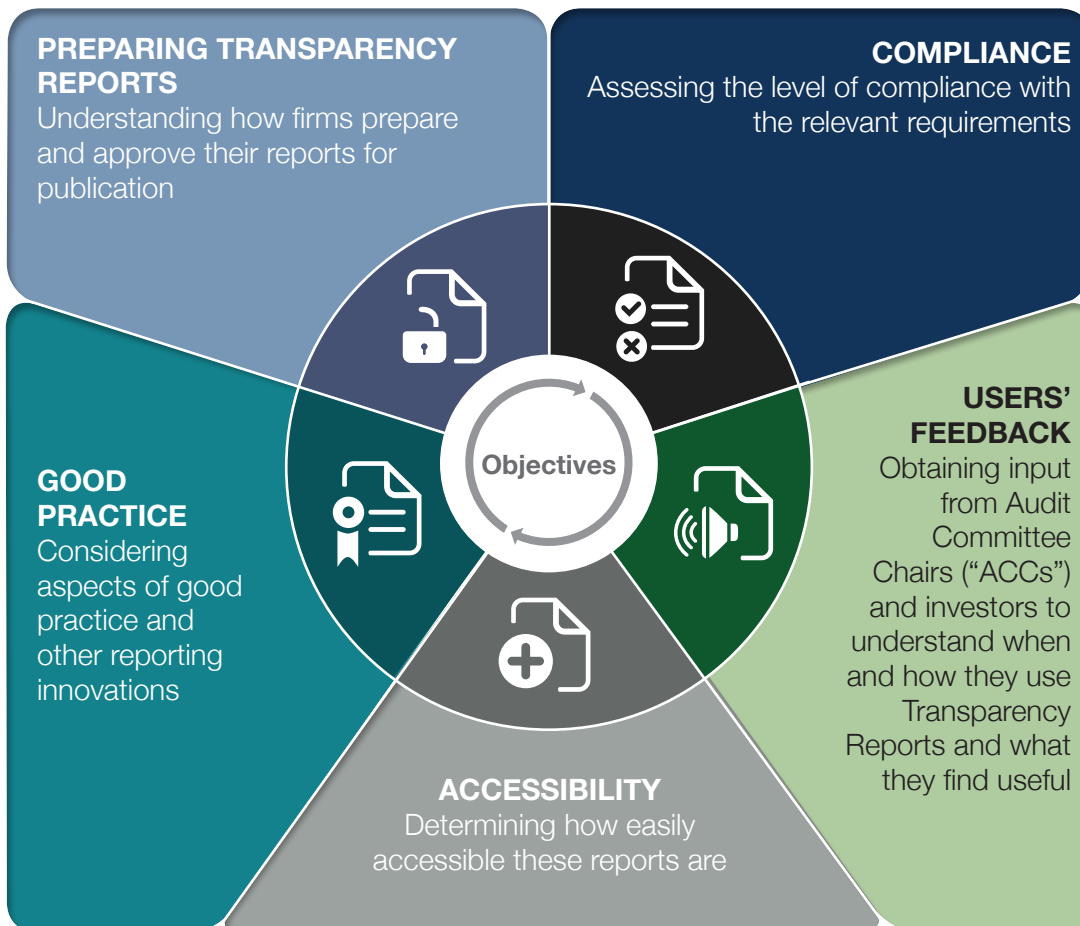 PREPARING TRANSPARENCY
REPORTS
Understanding how firms prepare
and approve their reports for
publication
COMPLIANCE
Assessing the level of compliance with
the relevant requirements
Objectives
USERS’
FEEDBACK
Obtaining input
from Audit
Committee
Chairs (“ACCs”)
and investors to
understand when
and how they use
Transparency
Reports and what
they find useful
GOOD
PRACTICE
Considering
aspects of good
practice and
other reporting
innovations
ACCESSIBILITY
Determining how easily
accessible these reports are